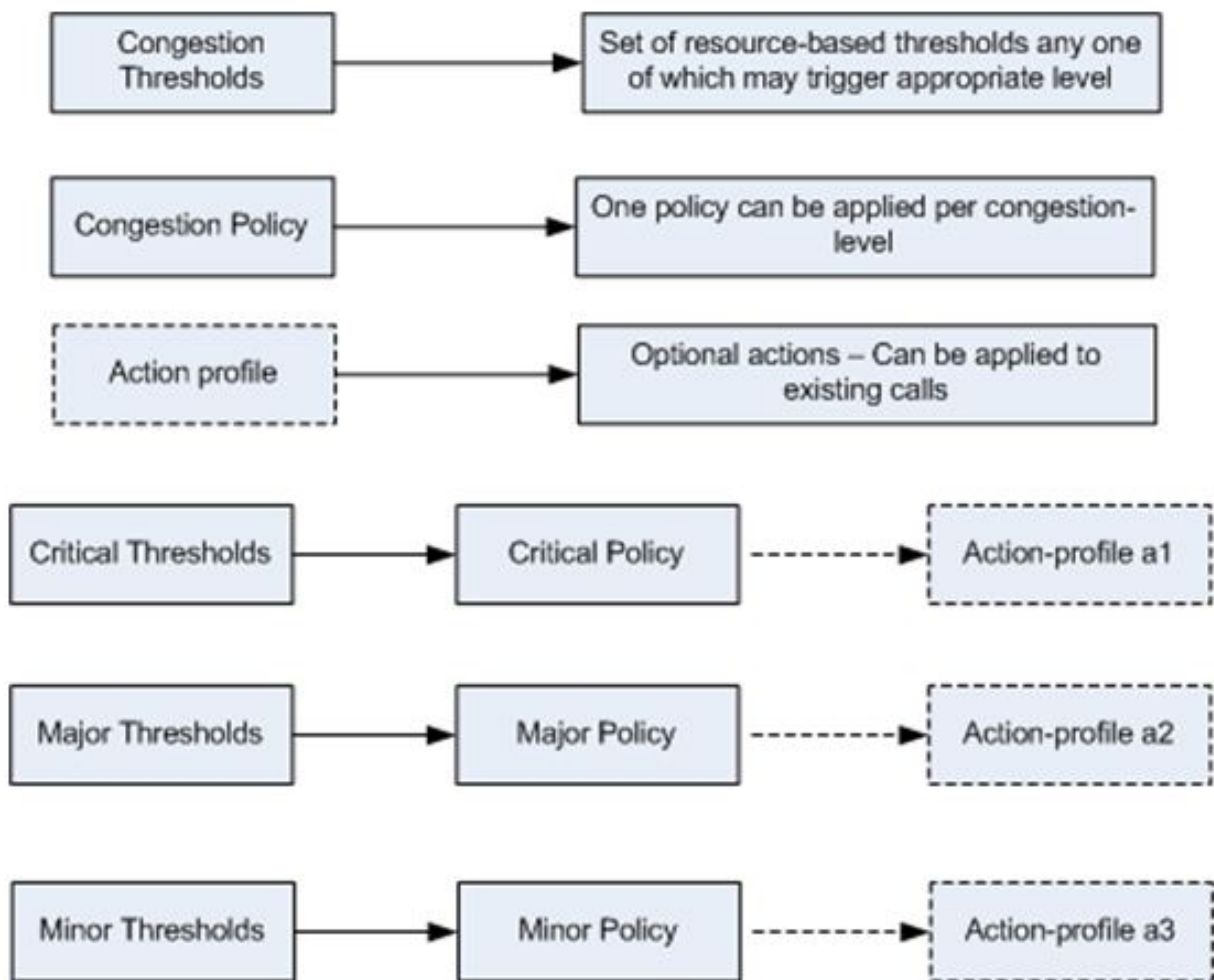 Congestion
Thresholds
Set of resource-based thresholds any one
of which may trigger appropriate level
Congestion Policy
One policy can be applied per congestion-
level
Action profile
Optional actions – Can be applied to
existing calls
Critical Thresholds
Critical Policy
Action-profile a1
Major Thresholds
Major Policy
Action-profile a2
Minor Thresholds
Minor Policy
Action-profile a3